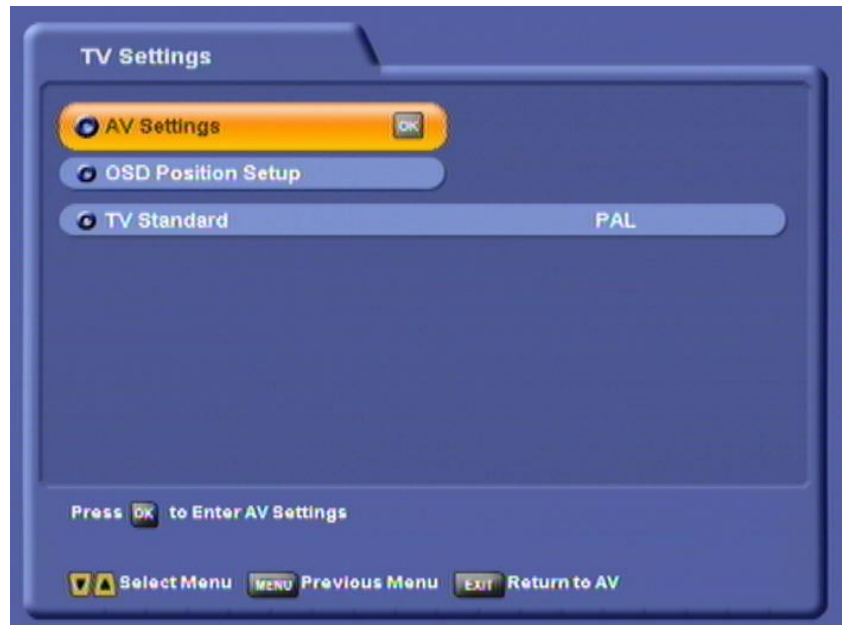 TV Settings
AV Settings OK
OSD Position Setup
TV Standard PAL
Press OK to Enter AV Settings
Select Menu MENU Previous Menu EXIT Return to AV